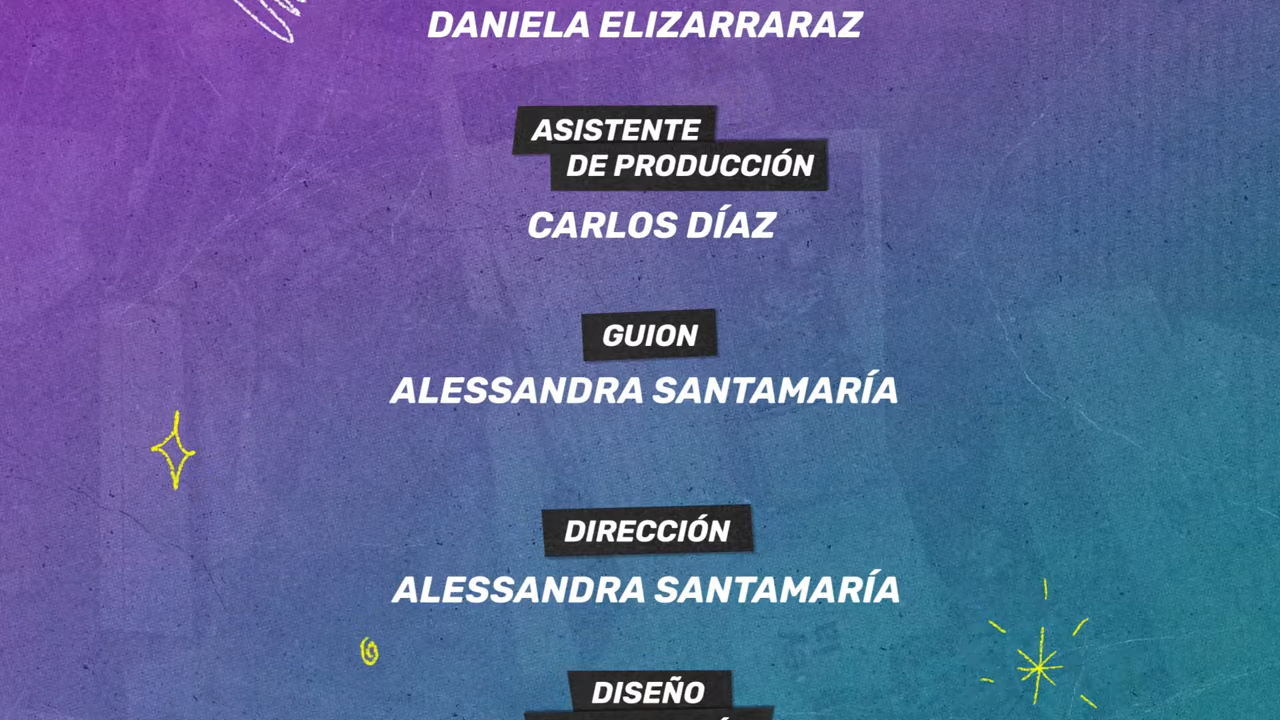 DANIELA ELIZARRARAZ
ASISTENTE
DE PRODUCCIÓN
CARLOS DÍAZ
GUION
ALESSANDRA SANTAMARÍA
DIRECCIÓN
ALESSANDRA SANTAMARÍA
DISEÑO